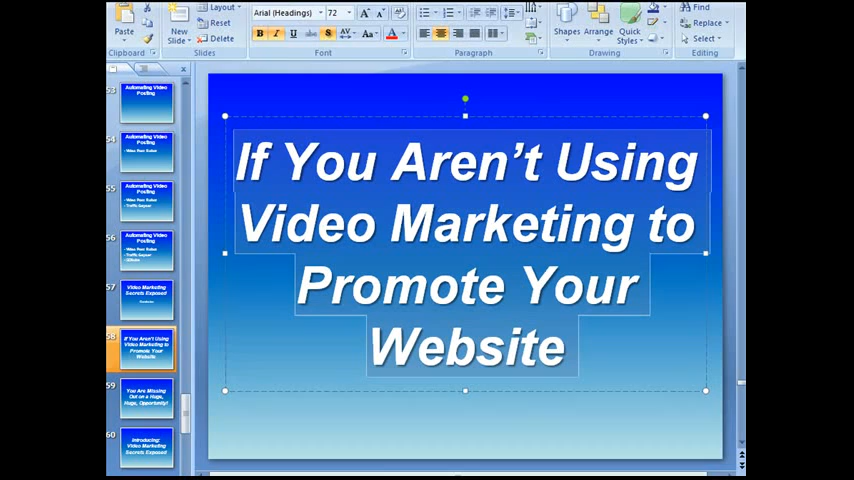 Layout
Arial (Headings)
72
Find
Reset
Replace
Paste
New
Slide
Delete
B I U abe S AV Aa A
Shapes
Arrange
Quick
Styles
Select
Clipboard
Slides
Font
Paragraph
Drawing
Editing
53
Automating Video
Posting
54
Automating Video
Posting
55
Automating Video
Posting
56
Automating Video
Posting
57
Video Marketing
Secrets Exposed
58
If You Aren't Using
Video Marketing to
Promote Your
Website
59
You Are Missing
Out on a Huge,
Huge, Opportunity!
60
Introducing:
Video Marketing
Secrets Exposed
If You Aren’t Using
Video Marketing to
Promote Your
Website